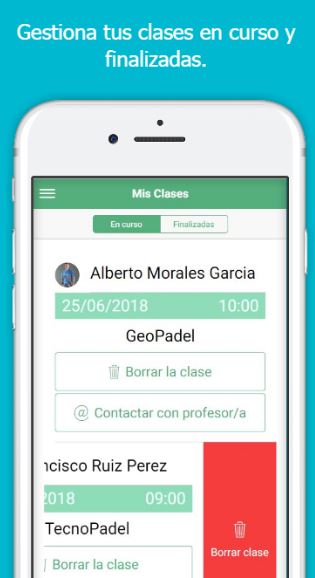 Gestiona tus clases en curso y
finalizadas.
Mis Clases
En curso
Finalizadas
Alberto Morales Garcia
25/06/2018 10:00
GeoPadel
Borrar la clase
@ Contactar con profesor/a
ncisco Ruiz Perez
2018 09:00
TecnoPadel
Borrar la clase
Borrar clase